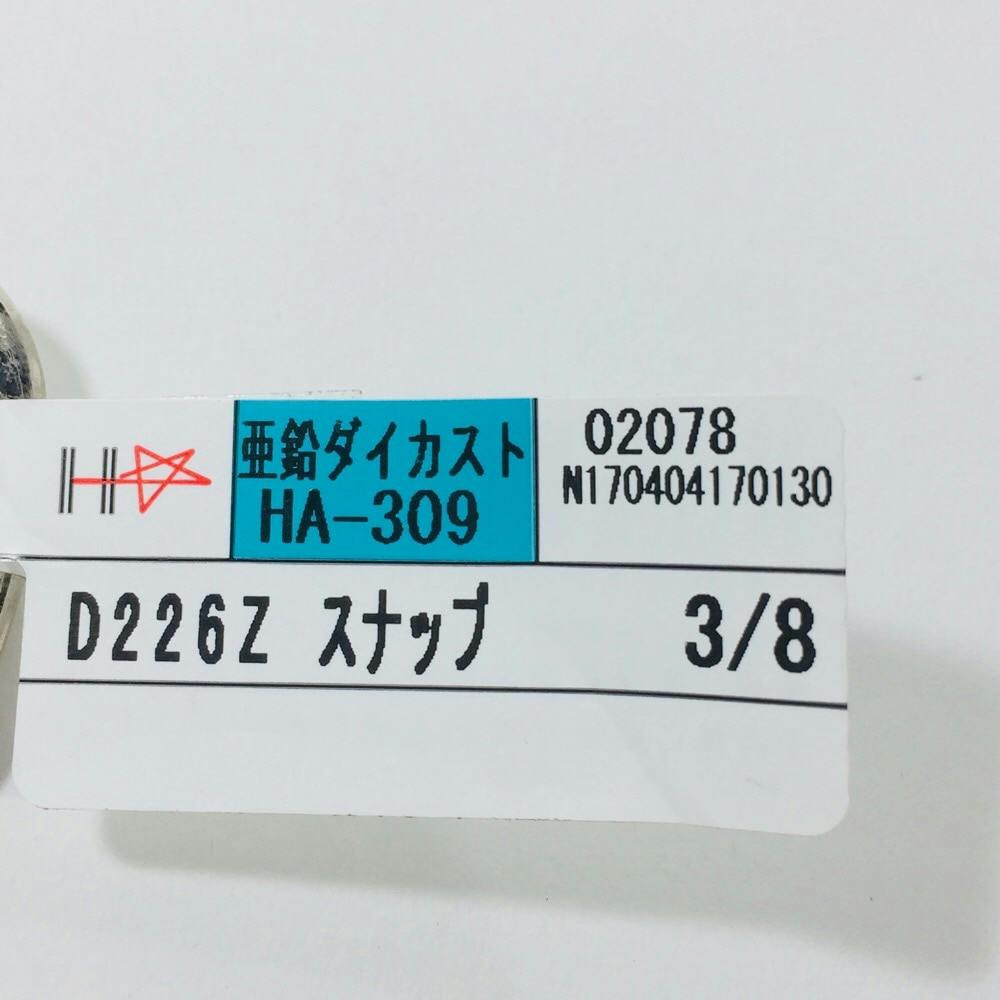 H☆
亜鉛ダイカスト
HA-309
02078
N170404170130
D226Z スナップ 3/8